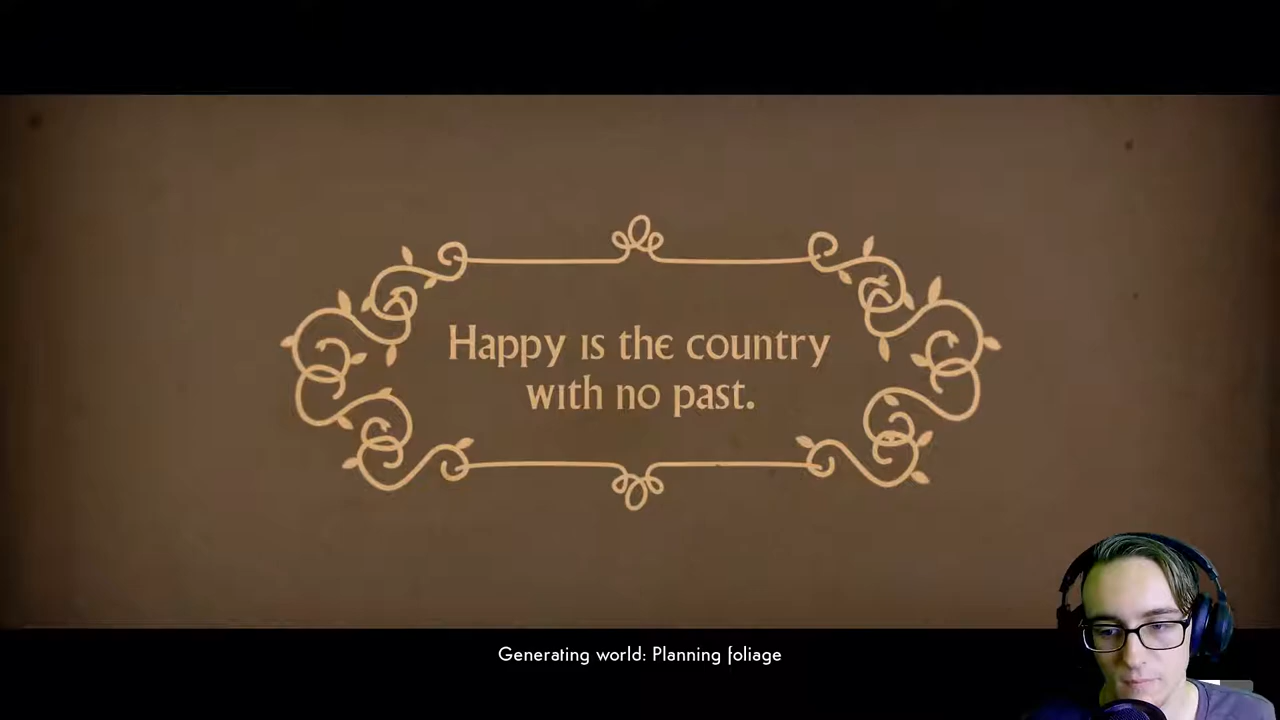 Happy is the country
with no past.
Generating world: Planning foliage